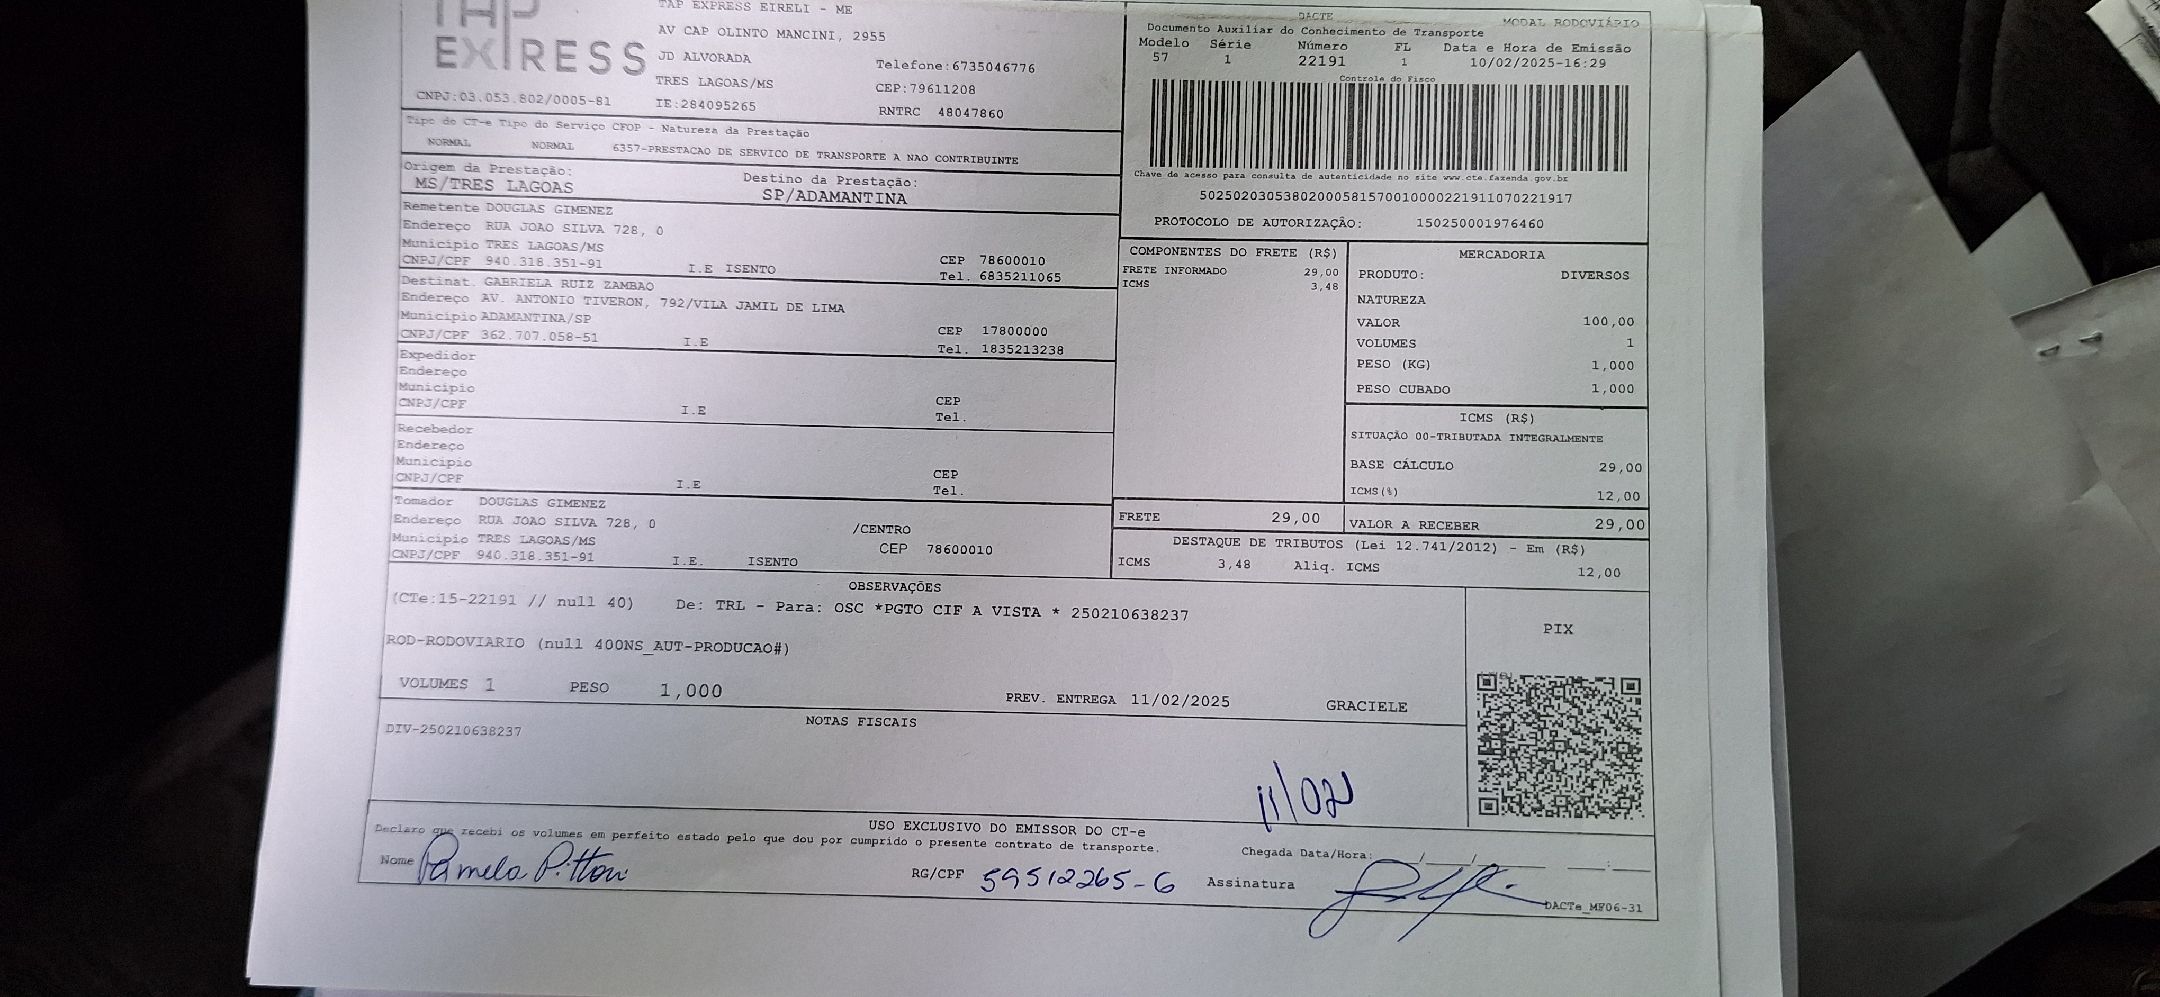 TAP
EXPRESS
TAP EXPRESS EIRELI - ME
AV CAP OLINTO MANCINI, 2955
JD ALVORADA
Telefone:6735046776
TRES LAGOAS/MS
CEP:79611208
CNPJ:03.053.802/0005-81
IE:284095265
RNTRC 48047860
DACTE
MODAL RODOVIÁRIO
Documento Auxiliar do Conhecimento de Transporte
Modelo Série Número FL Data e Hora de Emissão
57 1 22191 1 10/02/2025-16:29
Controle do Fisco
Chave de acesso para consulta de autenticidade no site www.cte.fazenda.gov.br
50250203053802000581570010000221911070221917
PROTOCOLO DE AUTORIZAÇÃO: 150250001976460
Tipo do CT-e Tipo do Serviço CFOP - Natureza da Prestação
NORMAL NORMAL 6357-PRESTACAO DE SERVICO DE TRANSPORTE A NAO CONTRIBUINTE
Origem da Prestação: Destino da Prestação:
MS/TRES LAGOAS SP/ADAMANTINA
Remetente DOUGLAS GIMENEZ
Endereço RUA JOAO SILVA 728, 0
Municipio TRES LAGOAS/MS CEP 78600010
CNPJ/CPF 940.318.351-91 I.E ISENTO Tel. 6835211065
Destinat. GABRIELA RUIZ ZAMBAO
Endereço AV. ANTONIO TIVERON, 792/VILA JAMIL DE LIMA
Municipio ADAMANTINA/SP CEP 17800000
CNPJ/CPF 362.707.058-51 I.E Tel. 1835213238
Expedidor
Endereço
Municipio CEP
CNPJ/CPF I.E Tel.
Recebedor
Endereço
Municipio CEP
CNPJ/CPF I.E Tel.
Tomador DOUGLAS GIMENEZ
Endereço RUA JOAO SILVA 728, 0 /CENTRO
Municipio TRES LAGOAS/MS CEP 78600010
CNPJ/CPF 940.318.351-91 I.E. ISENTO
COMPONENTES DO FRETE (R$)
FRETE INFORMADO 29,00
ICMS 3,48
MERCADORIA
PRODUTO: DIVERSOS
NATUREZA
VALOR 100,00
VOLUMES 1
PESO (KG) 1,000
PESO CUBADO 1,000
ICMS (R$)
SITUAÇÃO 00-TRIBUTADA INTEGRALMENTE
BASE CÁLCULO 29,00
ICMS(%) 12,00
FRETE 29,00 VALOR A RECEBER 29,00
DESTAQUE DE TRIBUTOS (Lei 12.741/2012) - Em (R$)
ICMS 3,48 Aliq. ICMS 12,00
OBSERVAÇÕES
(CTe:15-22191 // null 40) De: TRL - Para: OSC *PGTO CIF A VISTA * 250210638237
ROD-RODOVIARIO (null 400NS_AUT-PRODUCAO#)
VOLUMES 1 PESO 1,000 PREV. ENTREGA 11/02/2025 GRACIELE
PIX
NOTAS FISCAIS
DIV-250210638237
11/02
USO EXCLUSIVO DO EMISSOR DO CT-e
Declaro que recebi os volumes em perfeito estado pelo que dou por cumprido o presente contrato de transporte.
Chegada Data/Hora: __/__/____ __:__
Nome Pamela Pitton RG/CPF 59512265-6 Assinatura
DACTe_MF06-31